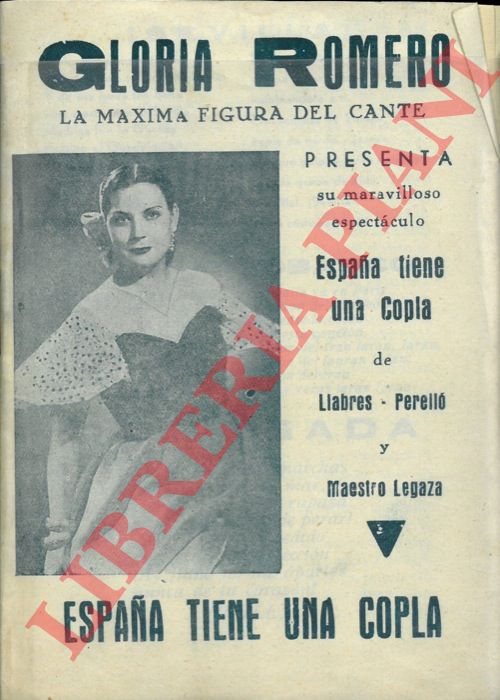 GLORIA ROMERO
LA MAXIMA FIGURA DEL CANTE
PRESENTA
su maravilloso
espectáculo
España tiene
una Copla
de
Llabres - Perelló
y
Maestro Legaza
ESPAÑA TIENE UNA COPLA
LIBRERIA PIANI